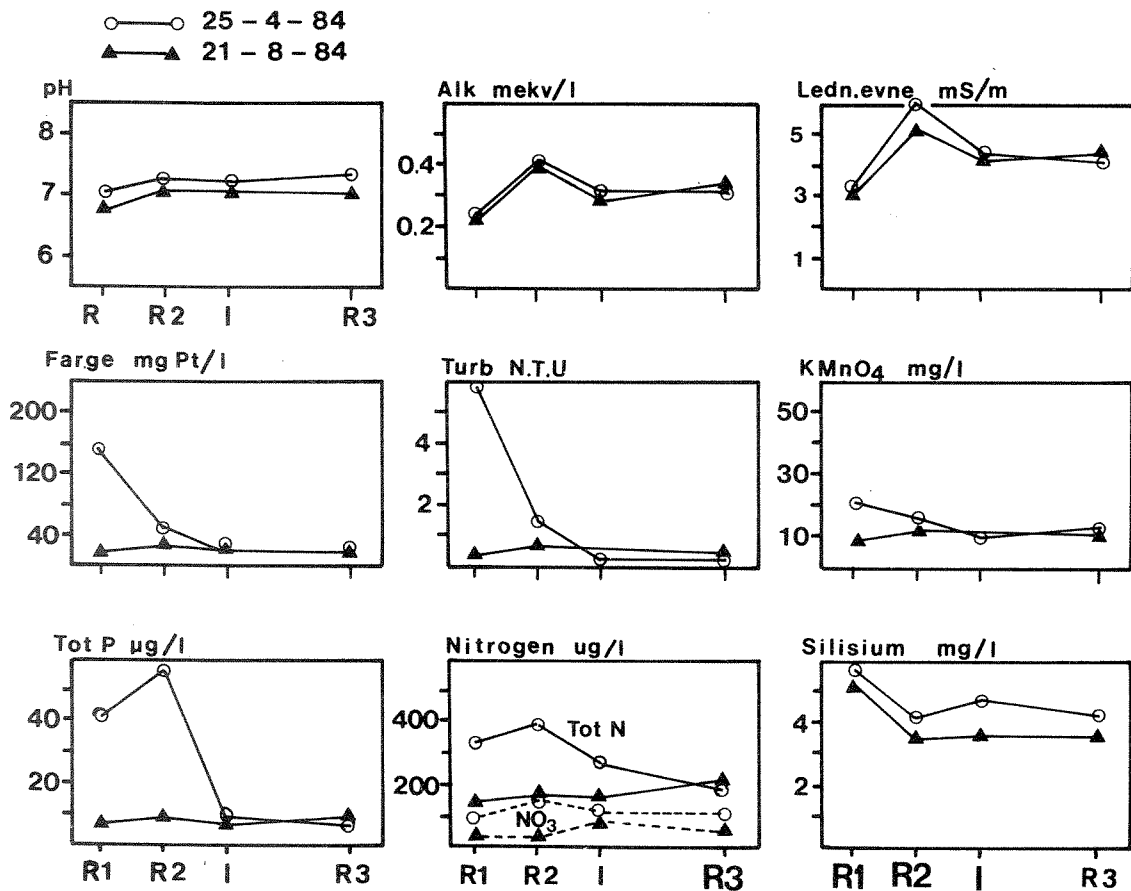 25 - 4 - 84
21 - 8 - 84
pH
8
7
6
R R2 I R3
Alk mekv/l
0.4
0.2
Ledn.evne mS/m
5
3
1
Farge mg Pt/l
200
120
40
Turb N.T.U
4
2
KMnO4 mg/l
50
30
10
Tot P µg/l
40
20
R1 R2 I R3
Nitrogen ug/l
400
200
Tot N
NO3
R1 R2 I R3
Silisium mg/l
4
2
R1 R2 I R3